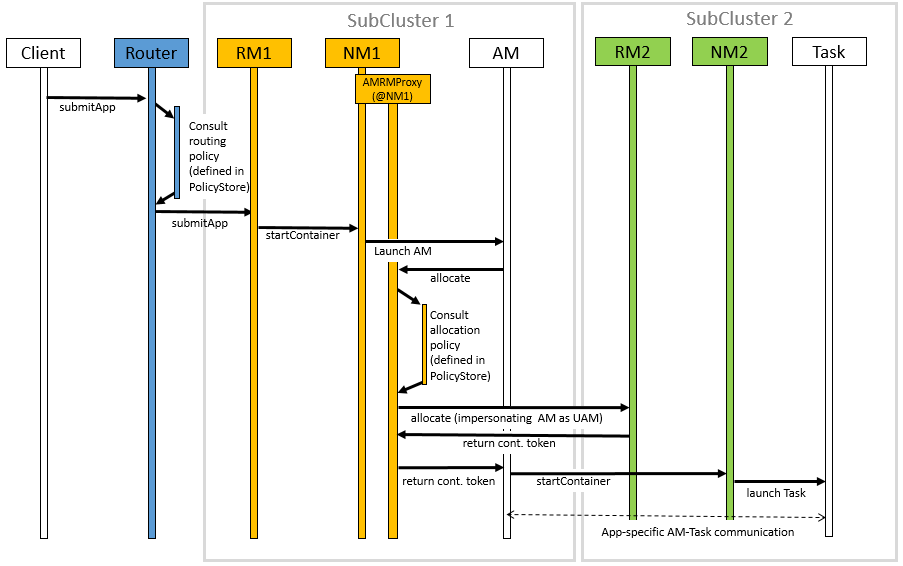 SubCluster 1
SubCluster 2
Client
Router
RM1
NM1
AM
RM2
NM2
Task
AMRMProxy
(@NM1)
submitApp
Consult
routing
policy
(defined in
PolicyStore)
submitApp
startContainer
Launch AM
allocate
Consult
allocation
policy
(defined in
PolicyStore)
allocate (impersonating AM as UAM)
return cont. token
return cont. token
startContainer
launch Task
App-specific AM-Task communication